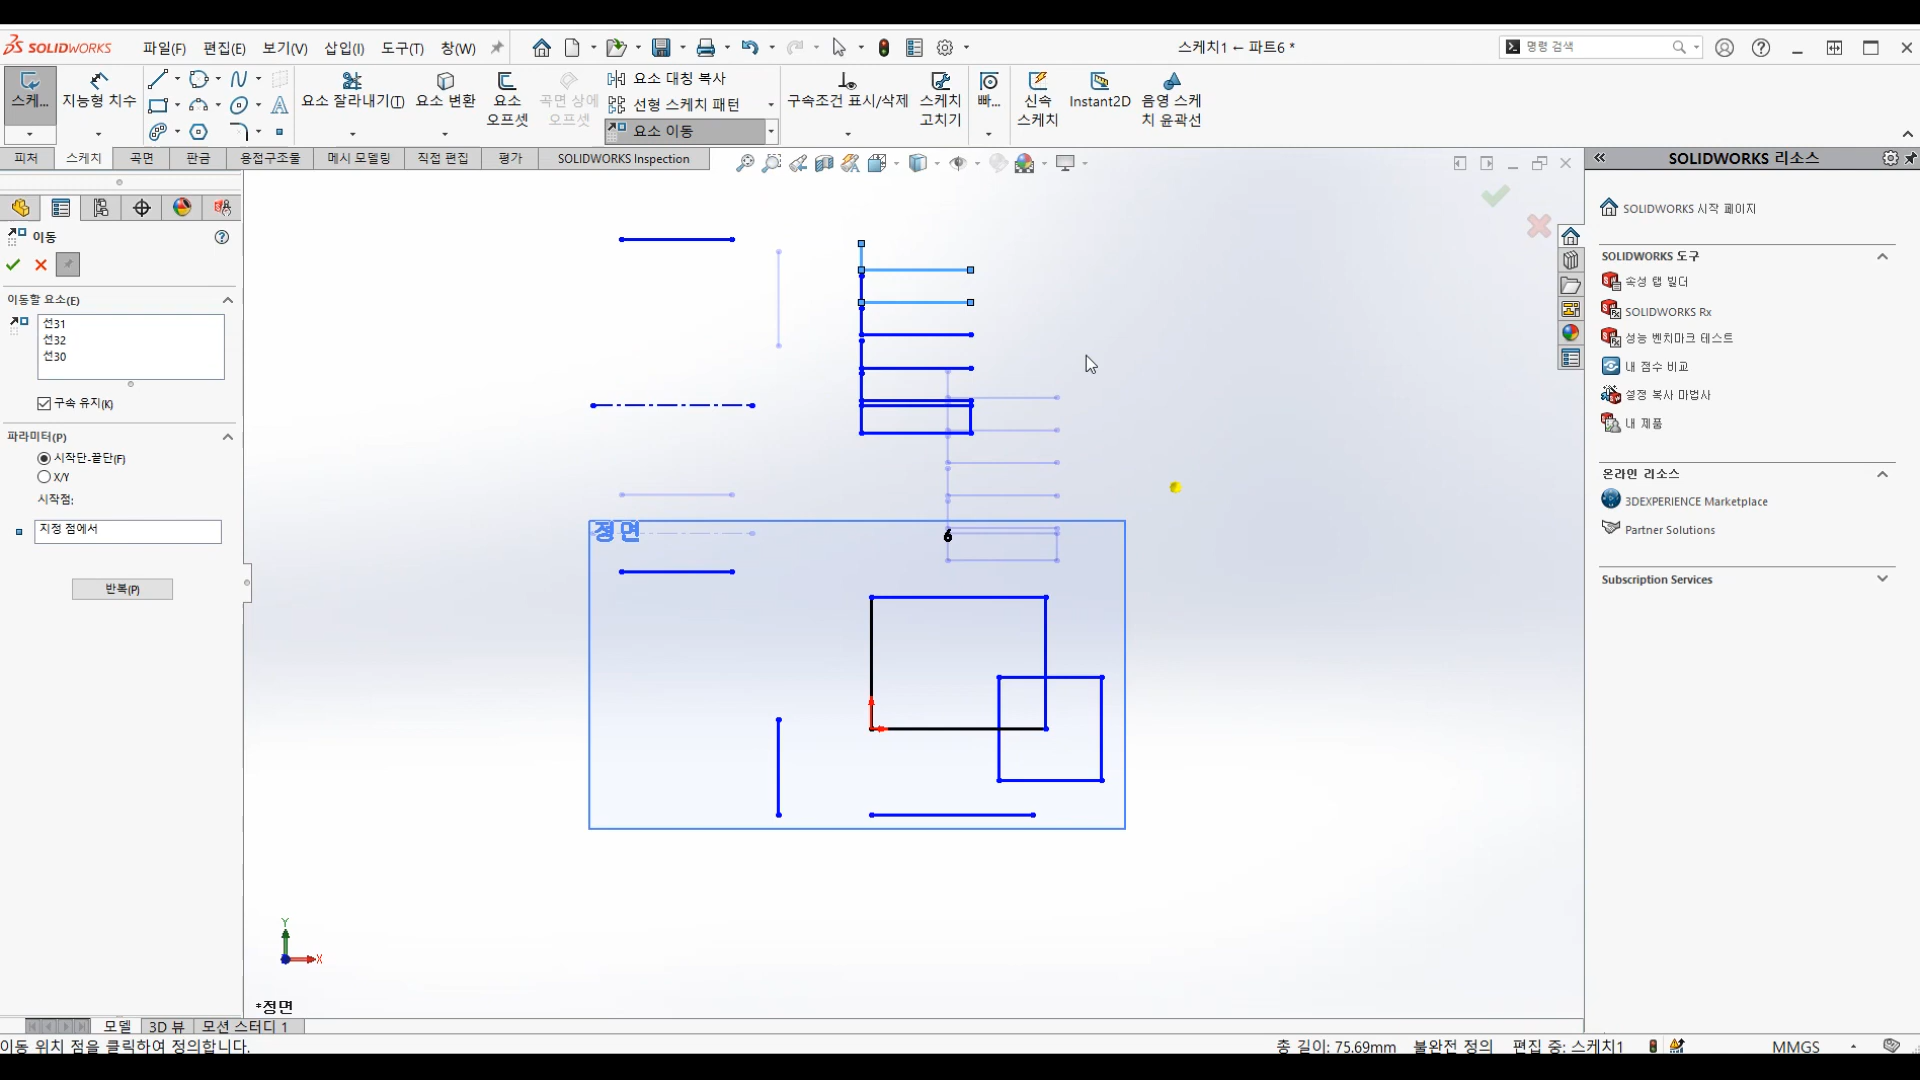 SOLIDWORKS
파일(F) 편집(E) 보기(V) 삽입(I) 도구(T) 창(W)
스케치1 ← 파트6 *
명령 검색
스케...
지능형 치수
요소 잘라내기(T)
요소 변환
요소
오프셋
곡면 상에
오프셋
요소 대칭 복사
선형 스케치 패턴
요소 이동
구속조건 표시/삭제
스케치
고치기
빠...
신속
스케치
Instant2D
음영 스케
치 윤곽선
피처 스케치 곡면 판금 용접구조물 메시 모델링 직접 편집 평가 SOLIDWORKS Inspection
이동
이동할 요소(E)
선31
선32
선30
구속 유지(K)
파라미터(P)
시작단-끝단(F)
X/Y
시작점:
지정 점에서
반복(P)
정면
6
Y
X
*정면
SOLIDWORKS 리소스
SOLIDWORKS 시작 페이지
SOLIDWORKS 도구
속성 탭 빌더
SOLIDWORKS Rx
성능 벤치마크 테스트
내 점수 비교
설정 복사 마법사
내 제품
온라인 리소스
3DEXPERIENCE Marketplace
Partner Solutions
Subscription Services
모델 3D 뷰 모션 스터디 1
이동 위치 점을 클릭하여 정의합니다.
총 길이: 75.69mm 불완전 정의 편집 중: 스케치1 MMGS